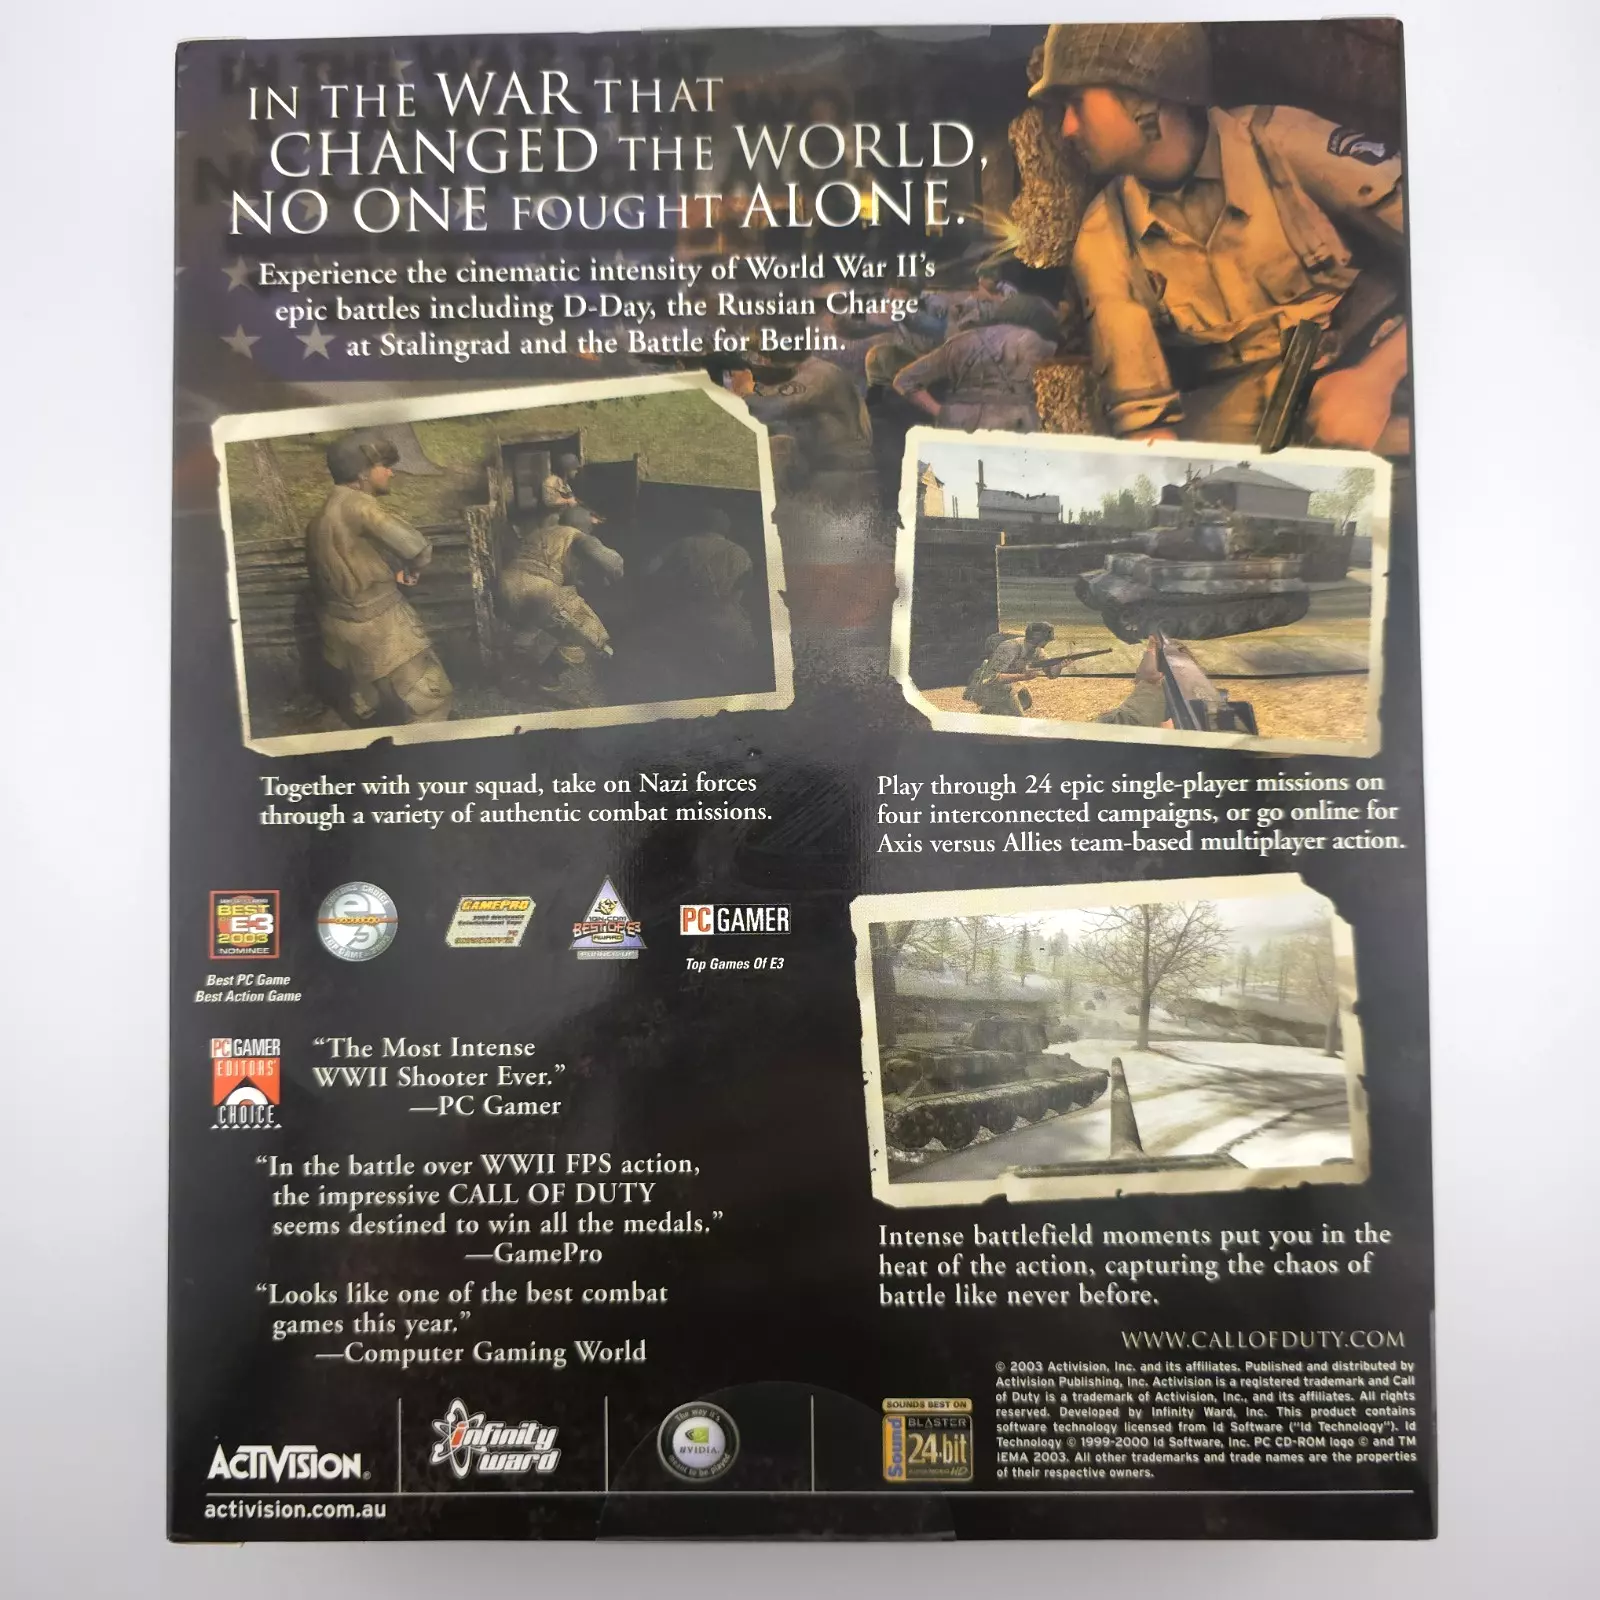 IN THE WAR THAT
CHANGED THE WORLD,
NO ONE FOUGHT ALONE.
Experience the cinematic intensity of World War II's
epic battles including D-Day, the Russian Charge
at Stalingrad and the Battle for Berlin.
Together with your squad, take on Nazi forces
through a variety of authentic combat missions.
Play through 24 epic single-player missions on
four interconnected campaigns, or go online for
Axis versus Allies team-based multiplayer action.
BEST
E3
2003
NOMINEE
Best PC Game
Best Action Game
GAMEPRO
BEST OF E3
AWARD
PC GAMER
Top Games Of E3
PC GAMER
EDITORS'
CHOICE
“The Most Intense
WWII Shooter Ever.”
—PC Gamer
“In the battle over WWII FPS action,
the impressive CALL OF DUTY
seems destined to win all the medals.”
—GamePro
“Looks like one of the best combat
games this year.”
—Computer Gaming World
Intense battlefield moments put you in the
heat of the action, capturing the chaos of
battle like never before.
WWW.CALLOFDUTY.COM
© 2003 Activision, Inc. and its affiliates. Published and distributed by
Activision Publishing, Inc. Activision is a registered trademark and Call
of Duty is a trademark of Activision, Inc., and its affiliates. All rights
reserved. Developed by Infinity Ward, Inc. This product contains
software technology licensed from id Software ("Id Technology"). Id
Technology © 1999-2000 Id Software, Inc. PC CD-ROM logo © and TM
IEMA 2003. All other trademarks and trade names are the properties
of their respective owners.
ACTIVISION®
infinity
ward
The way it's
NVIDIA
meant to be played
SOUNDS BEST ON
Sound
BLASTER
24-bit
HD
activision.com.au